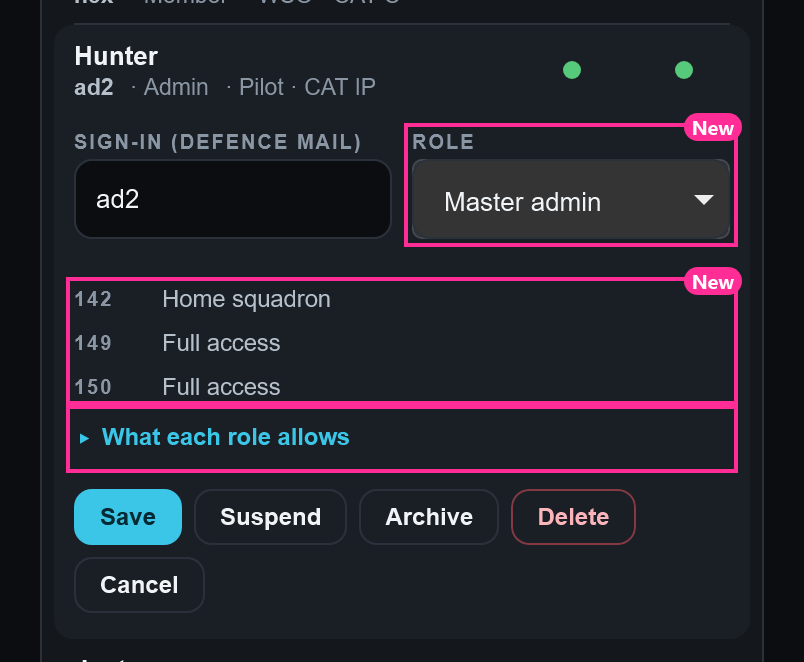 Hunter
ad2 · Admin · Pilot · CAT IP
SIGN-IN (DEFENCE MAIL)
ROLE
New
ad2
Master admin
New
142 Home squadron
149 Full access
150 Full access
▸ What each role allows
Save
Suspend
Archive
Delete
Cancel